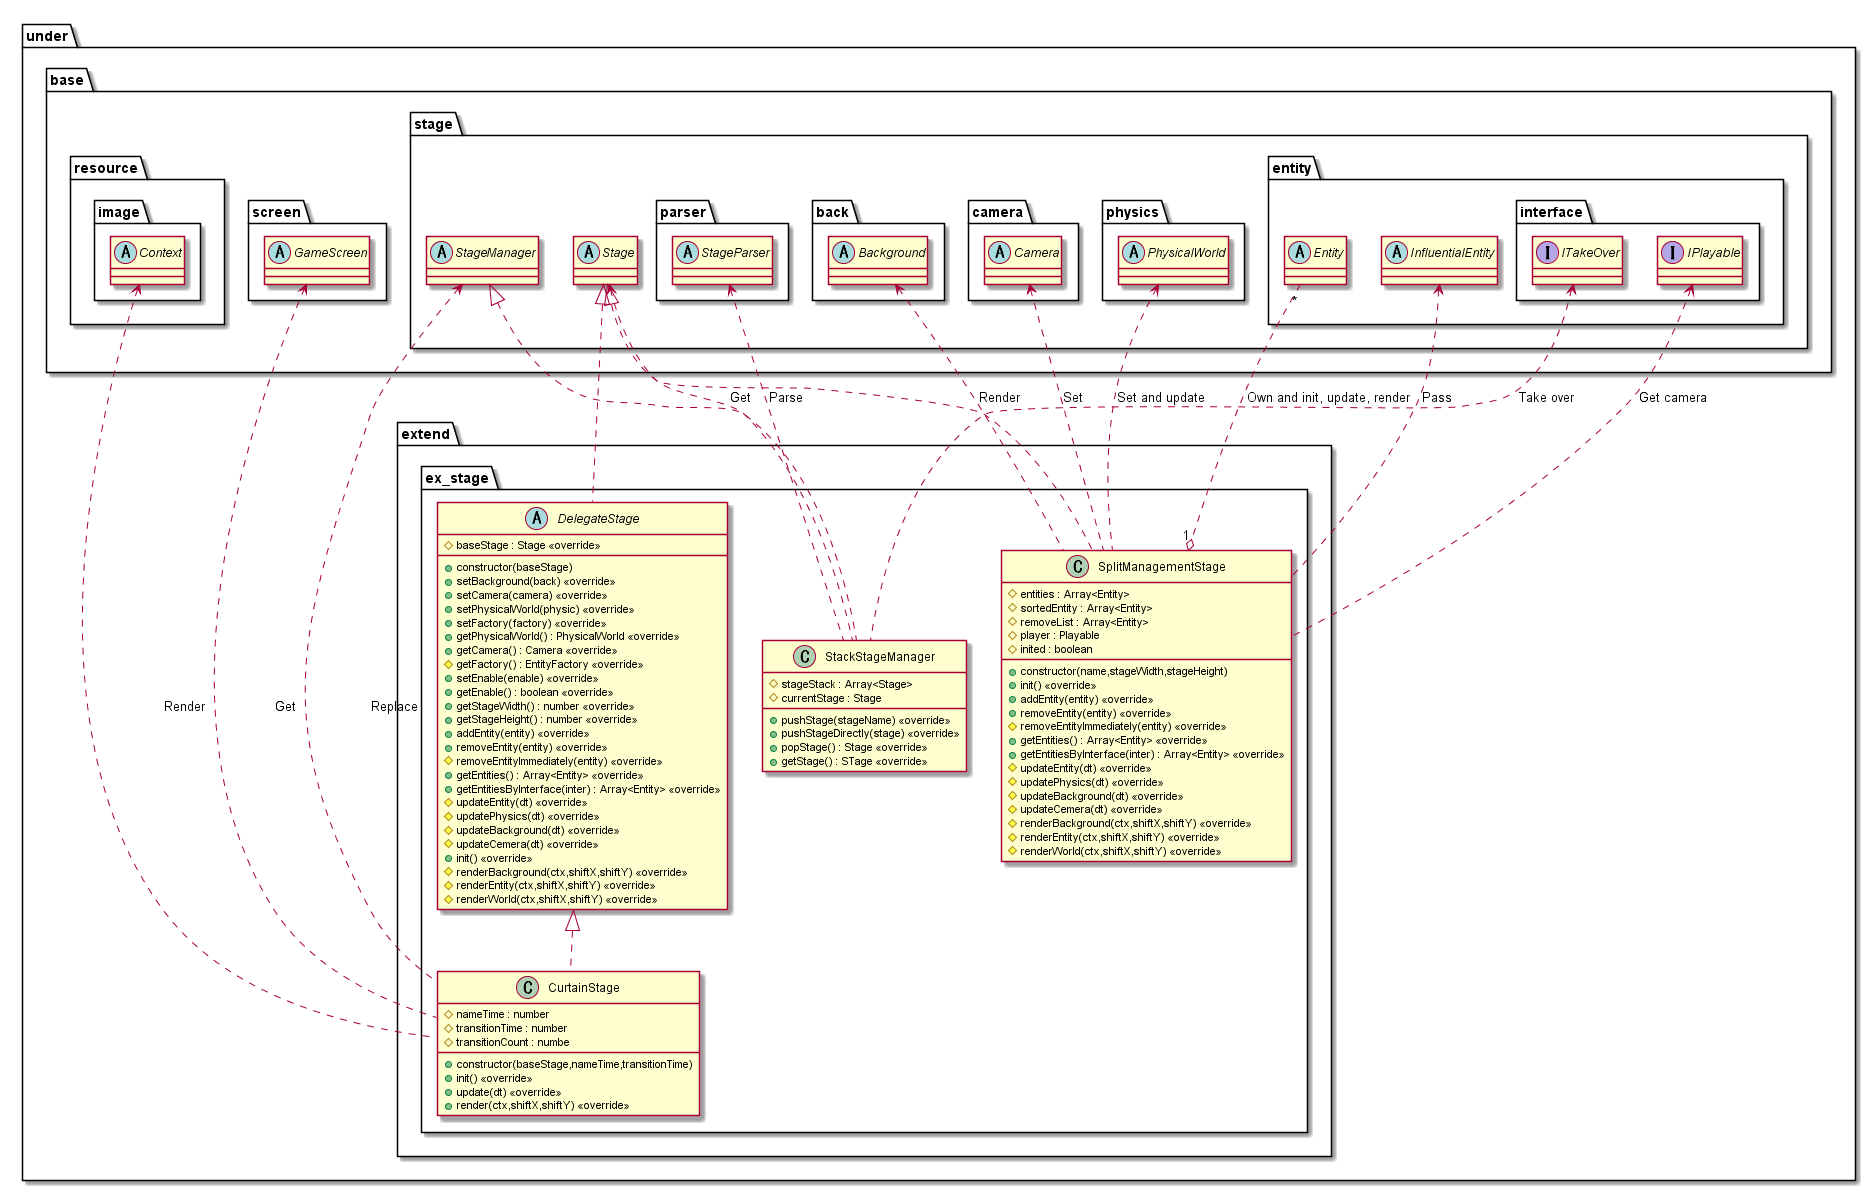 under
base
stage
resource
entity
image
screen
parser
back
camera
physics
interface
A Context
A GameScreen
A StageManager
A Stage
A StageParser
A Background
A Camera
A PhysicalWorld
A Entity
A InfluentialEntity
I ITakeOver
I IPlayable
*
Get
Parse
Render
Set
Set and update
Own and init, update, render
Pass
Take over
Get camera
extend
ex_stage
A DelegateStage
baseStage : Stage «override»
constructor(baseStage)
setBackground(back) «override»
setCamera(camera) «override»
setPhysicalWorld(physic) «override»
setFactory(factory) «override»
getPhysicalWorld() : PhysicalWorld «override»
getCamera() : Camera «override»
getFactory() : EntityFactory «override»
setEnable(enable) «override»
getEnable() : boolean «override»
getStageWidth() : number «override»
getStageHeight() : number «override»
addEntity(entity) «override»
removeEntity(entity) «override»
removeEntityImmediately(entity) «override»
getEntities() : Array<Entity> «override»
getEntitiesByInterface(inter) : Array<Entity> «override»
updateEntity(dt) «override»
updatePhysics(dt) «override»
updateBackground(dt) «override»
updateCemera(dt) «override»
init() «override»
renderBackground(ctx,shiftX,shiftY) «override»
renderEntity(ctx,shiftX,shiftY) «override»
renderWorld(ctx,shiftX,shiftY) «override»
C StackStageManager
stageStack : Array<Stage>
currentStage : Stage
pushStage(stageName) «override»
pushStageDirectly(stage) «override»
popStage() : Stage «override»
getStage() : STage «override»
1
C SplitManagementStage
entities : Array<Entity>
sortedEntity : Array<Entity>
removeList : Array<Entity>
player : Playable
inited : boolean
constructor(name,stageWidth,stageHeight)
init() «override»
addEntity(entity) «override»
removeEntity(entity) «override»
removeEntityImmediately(entity) «override»
getEntities() : Array<Entity> «override»
getEntitiesByInterface(inter) : Array<Entity> «override»
updateEntity(dt) «override»
updatePhysics(dt) «override»
updateBackground(dt) «override»
updateCemera(dt) «override»
renderBackground(ctx,shiftX,shiftY) «override»
renderEntity(ctx,shiftX,shiftY) «override»
renderWorld(ctx,shiftX,shiftY) «override»
Render
Get
Replace
C CurtainStage
nameTime : number
transitionTime : number
transitionCount : numbe
constructor(baseStage,nameTime,transitionTime)
init() «override»
update(dt) «override»
render(ctx,shiftX,shiftY) «override»